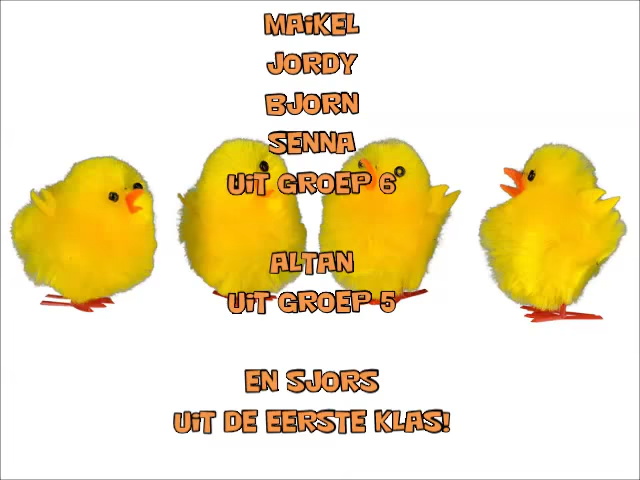 MAIKEL
JORDY
BJORN
SENNA
UIT GROEP 6
ALTAN
UIT GROEP 5
EN SJORS
UIT DE EERSTE KLAS!